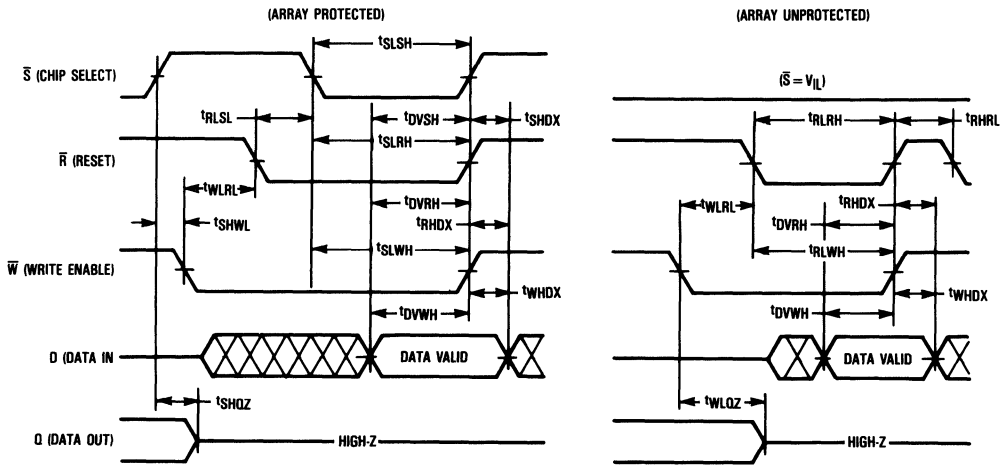 (ARRAY PROTECTED)
(ARRAY UNPROTECTED)
tSLSH
S̅ (CHIP SELECT)
(S̅ = VIL)
tRLSL
tDVSH
tSHDX
tRLRH
tRHRL
tSLRH
R̅ (RESET)
tWLRL
tDVRH
tRHDX
tSHWL
tSLWH
W̅ (WRITE ENABLE)
tWHDX
tDVWH
tWLRL
tRHDX
tDVRH
tRLWH
tWHDX
tDVWH
D (DATA IN
DATA VALID
DATA VALID
tSHQZ
tWLQZ
Q (DATA OUT)
HIGH-Z
HIGH-Z